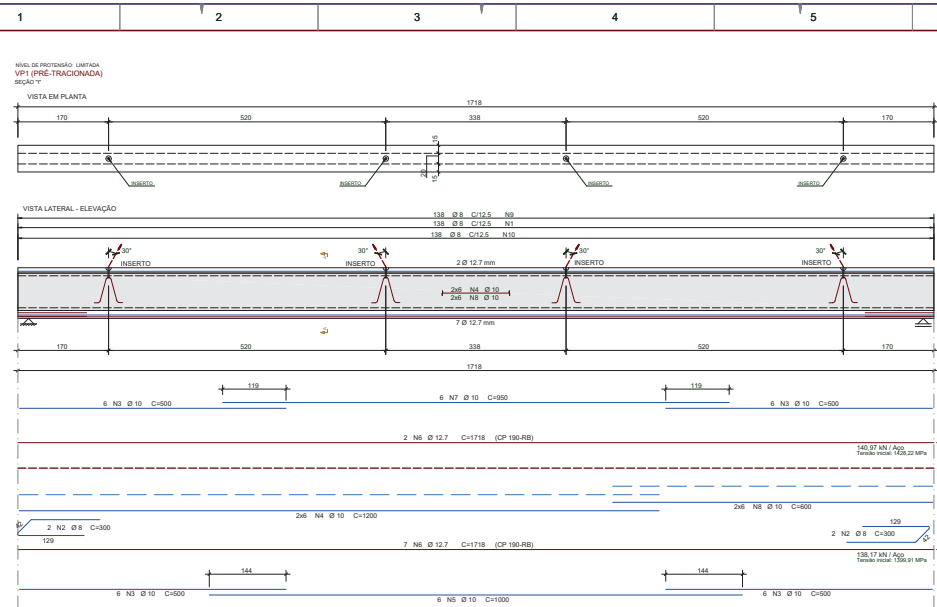 1 2 3 4 5
NÍVEL DE PROTENSÃO: LIMITADA
VP1 (PRÉ-TRACIONADA)
SEÇÃO "I"
VISTA EM PLANTA
1718
170 520 338 520 170
15
20
15
INSERTO INSERTO INSERTO INSERTO
VISTA LATERAL - ELEVAÇÃO
138 Ø 8 C/12.5 N9
138 Ø 8 C/12.5 N1
138 Ø 8 C/12.5 N10
30° 30° 30° 30°
INSERTO INSERTO 2 Ø 12.7 mm INSERTO INSERTO
2x6 N4 Ø 10
2x6 N8 Ø 10
7 Ø 12.7 mm
170 520 338 520 170
1718
119 119
6 N3 Ø 10 C=500 6 N7 Ø 10 C=950 6 N3 Ø 10 C=500
2 N6 Ø 12.7 C=1718 (CP 190-RB)
140,97 kN / Aço
Tensão inicial: 1428,22 MPa
2x6 N4 Ø 10 C=1200 2x6 N8 Ø 10 C=600
42 2 N2 Ø 8 C=300 129
129 2 N2 Ø 8 C=300 42
7 N6 Ø 12.7 C=1718 (CP 190-RB)
138,17 kN / Aço
Tensão inicial: 1399,91 MPa
144 144
6 N3 Ø 10 C=500 6 N5 Ø 10 C=1000 6 N3 Ø 10 C=500